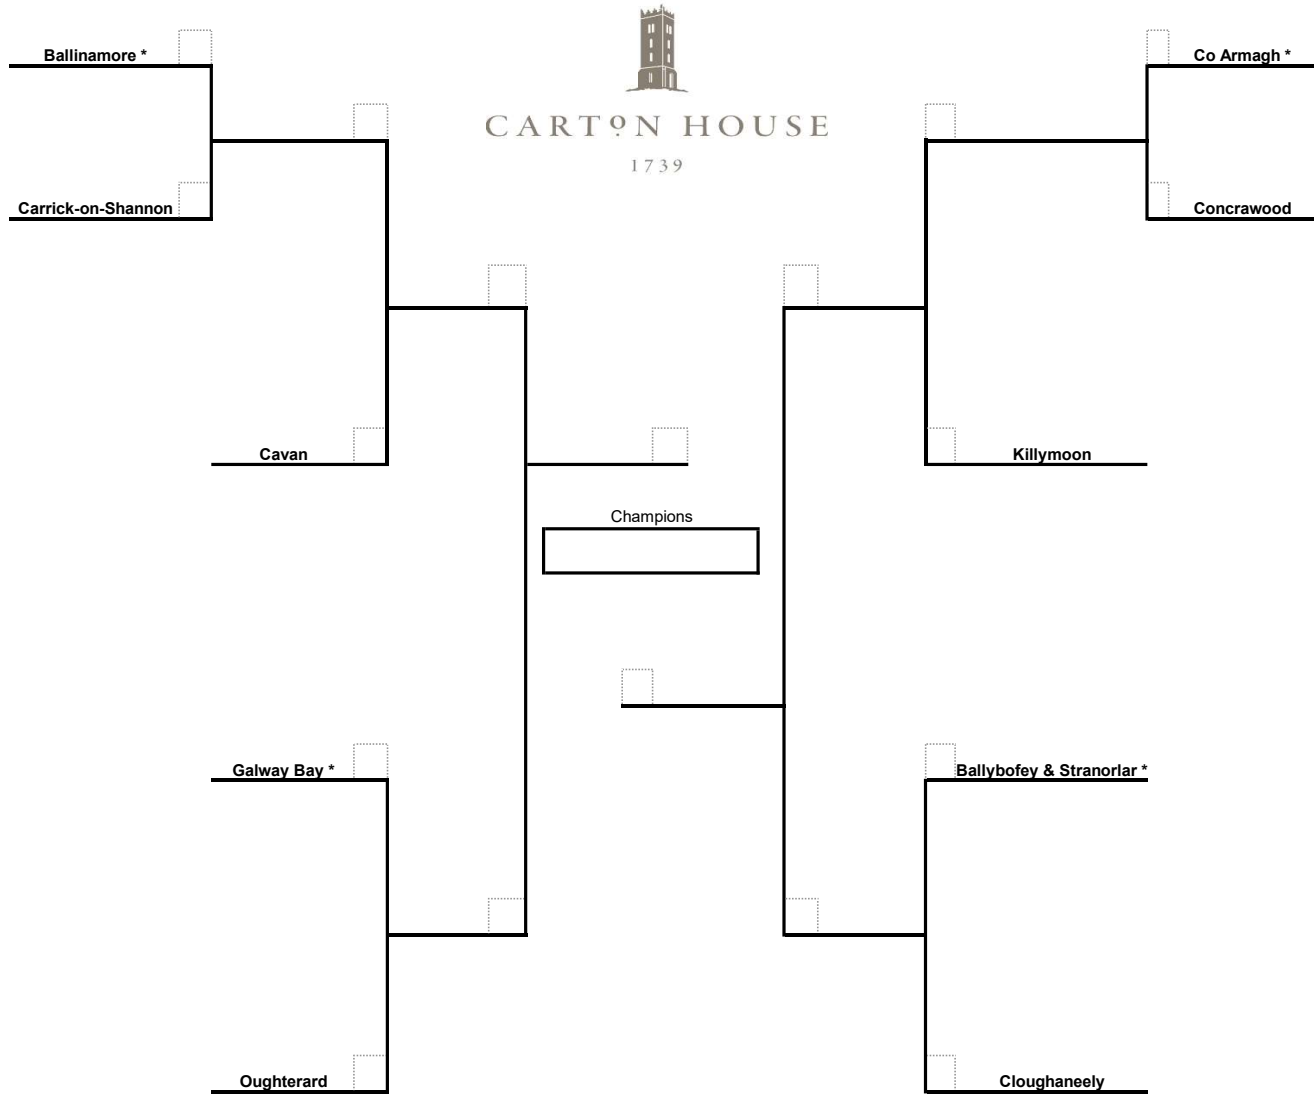 Ballinamore *
Co Armagh *
CARTON HOUSE
1739
Carrick-on-Shannon
Concrawood
Cavan
Killymoon
Champions
Galway Bay *
Ballybofey & Stranorlar *
Oughterard
Cloughaneely